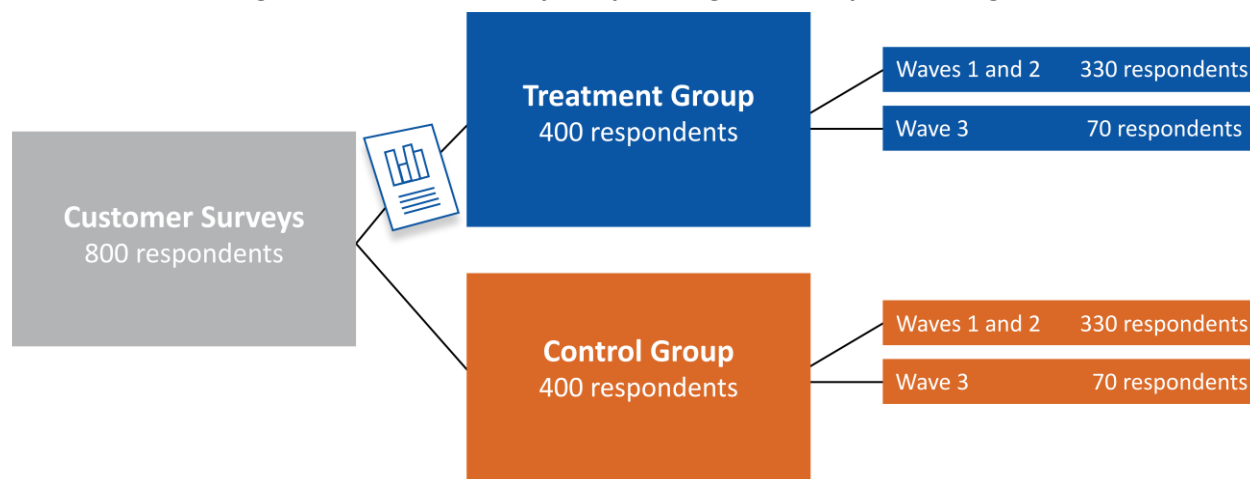 Customer Surveys
800 respondents
Treatment Group
400 respondents
Waves 1 and 2 330 respondents
Wave 3 70 respondents
Control Group
400 respondents
Waves 1 and 2 330 respondents
Wave 3 70 respondents